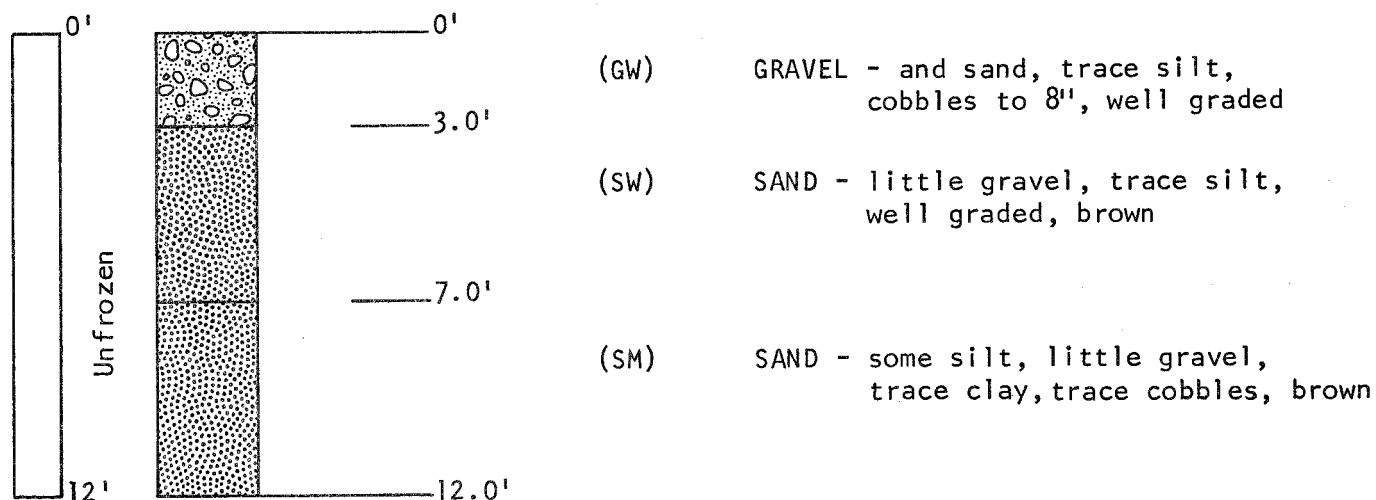 0'
0'
(GW) GRAVEL - and sand, trace silt,
cobbles to 8", well graded
3.0'
(SW) SAND - little gravel, trace silt,
well graded, brown
Unfrozen
7.0'
(SM) SAND - some silt, little gravel,
trace clay, trace cobbles, brown
12'
12.0'